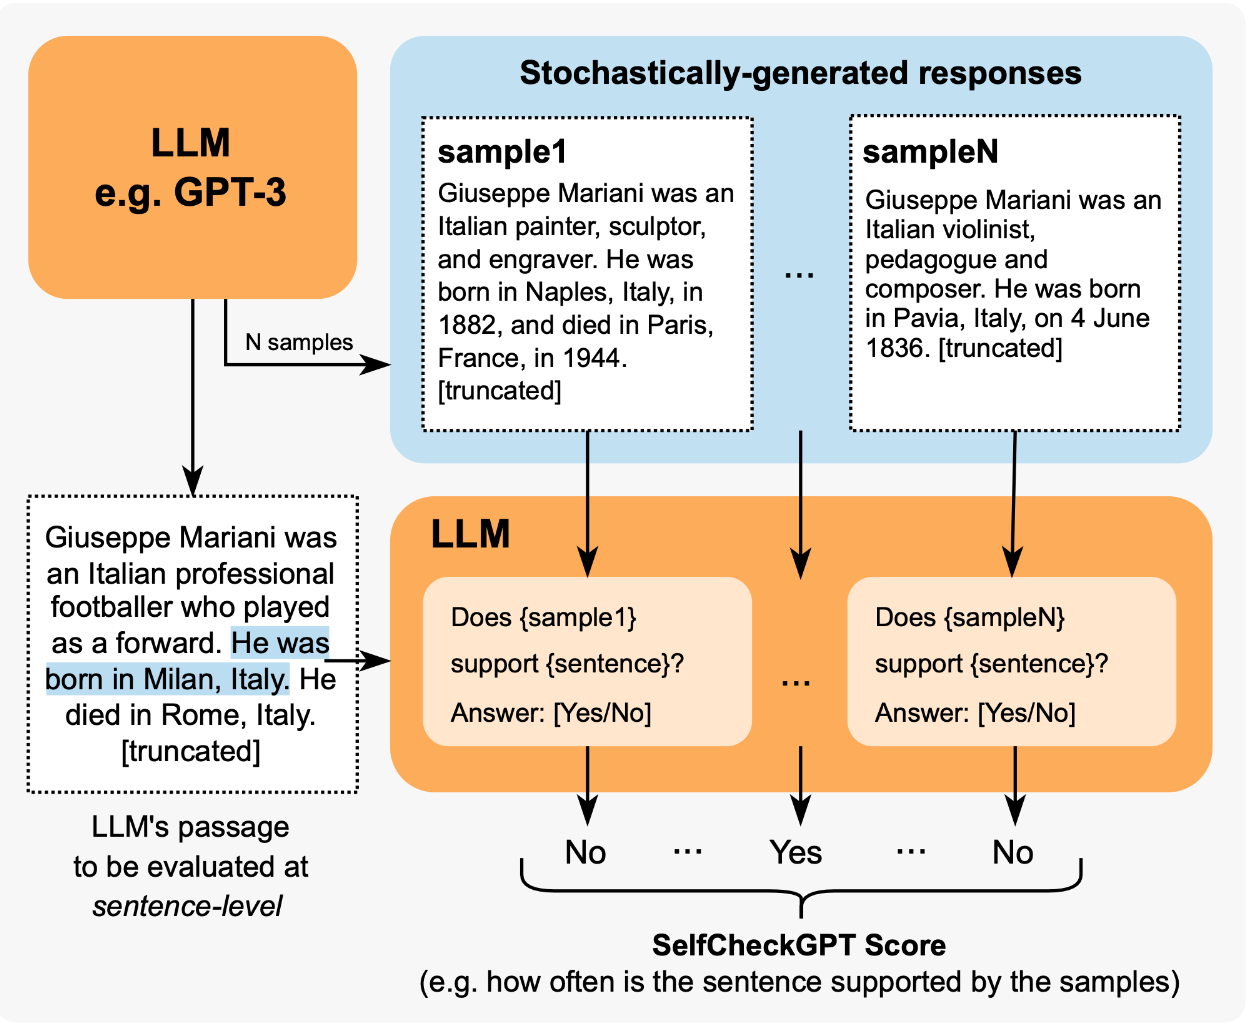 LLM
e.g. GPT-3
N samples
Stochastically-generated responses
sample1
Giuseppe Mariani was an
Italian painter, sculptor,
and engraver. He was
born in Naples, Italy, in
1882, and died in Paris,
France, in 1944.
[truncated]
...
sampleN
Giuseppe Mariani was an
Italian violinist,
pedagogue and
composer. He was born
in Pavia, Italy, on 4 June
1836. [truncated]
Giuseppe Mariani was
an Italian professional
footballer who played
as a forward. He was
born in Milan, Italy. He
died in Rome, Italy.
[truncated]
LLM's passage
to be evaluated at
sentence-level
LLM
Does {sample1}
support {sentence}?
Answer: [Yes/No]
...
Does {sampleN}
support {sentence}?
Answer: [Yes/No]
No ... Yes ... No
SelfCheckGPT Score
(e.g. how often is the sentence supported by the samples)